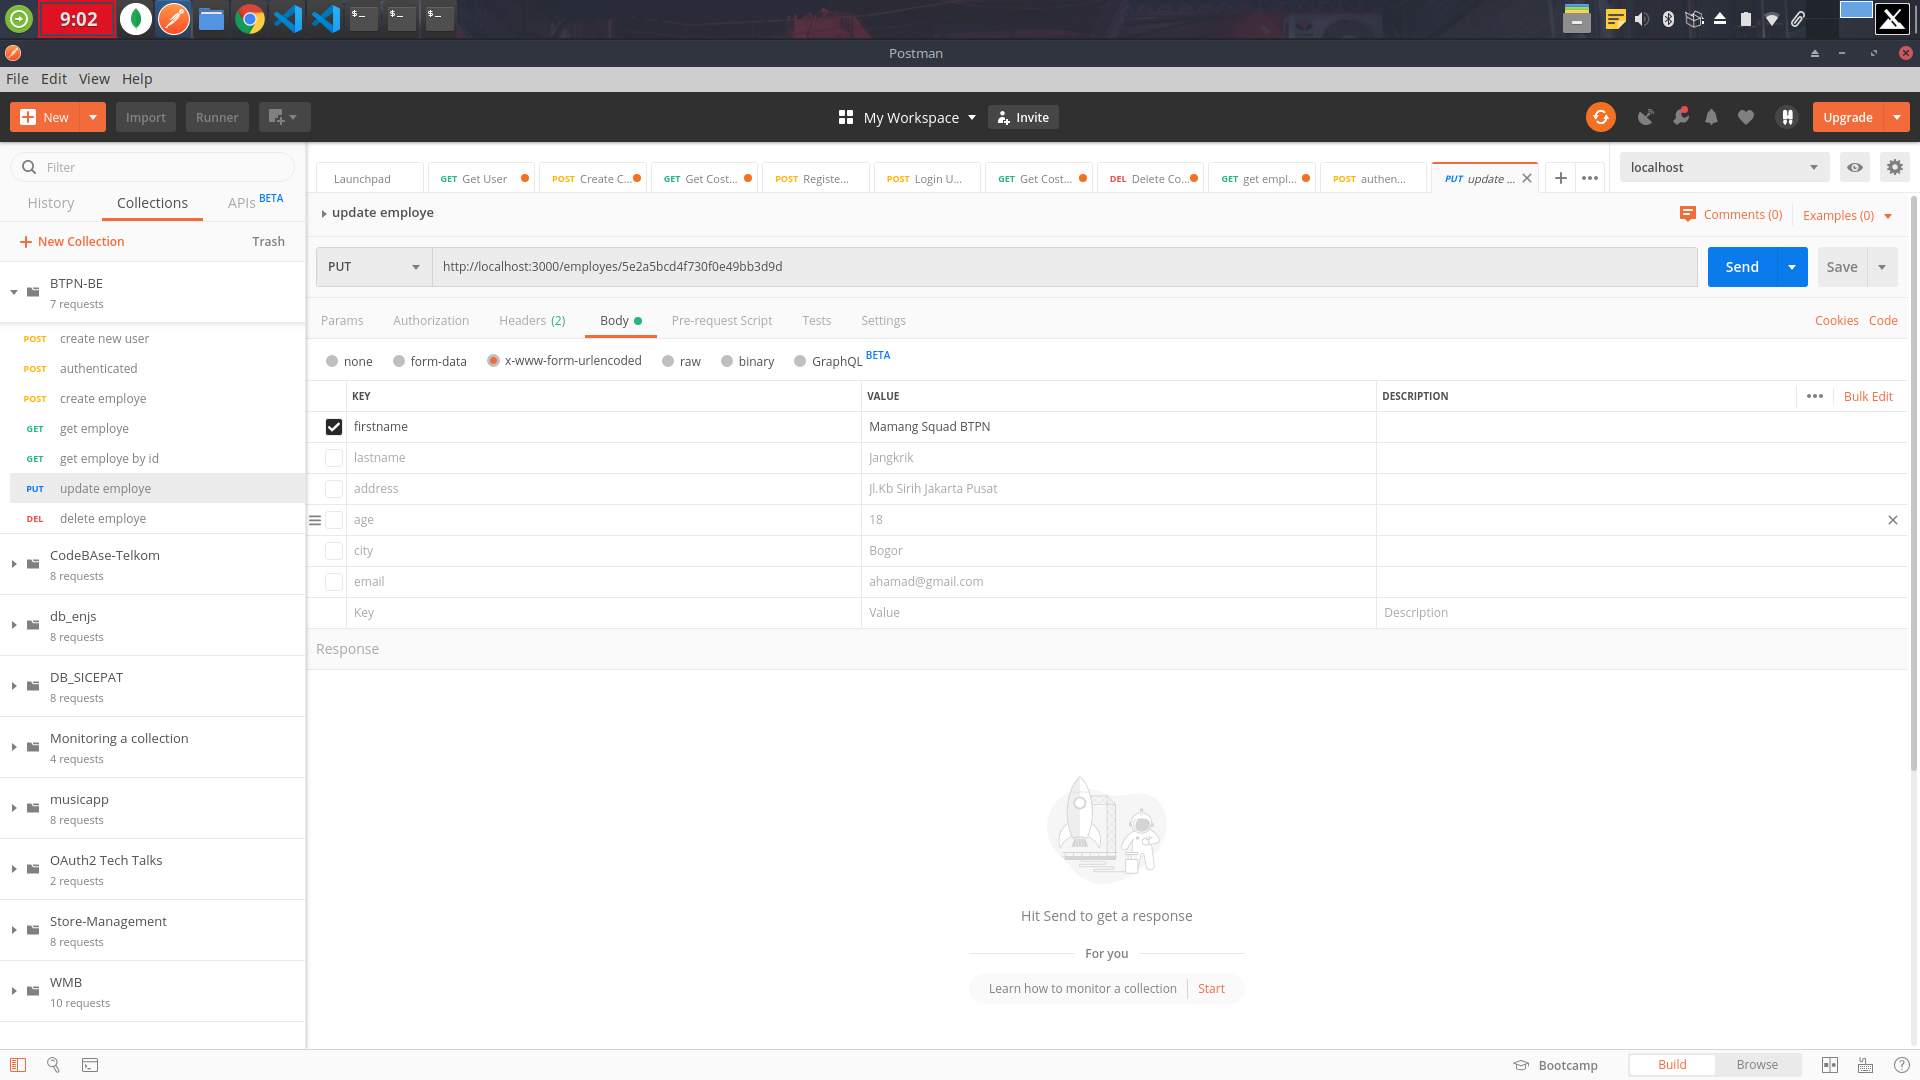 9:02
Postman
File Edit View Help
New Import Runner My Workspace Invite Upgrade
Filter
History Collections APIs BETA
New Collection Trash
BTPN-BE
7 requests
POST create new user
POST authenticated
POST create employe
GET get employe
GET get employe by id
PUT update employe
DEL delete employe
CodeBAse-Telkom
8 requests
db_enjs
8 requests
DB_SICEPAT
8 requests
Monitoring a collection
4 requests
musicapp
8 requests
OAuth2 Tech Talks
2 requests
Store-Management
8 requests
WMB
10 requests
Launchpad GET Get User POST Create C... GET Get Cost... POST Registe... POST Login U... GET Get Cost... DEL Delete Co... GET get empl... POST authen... PUT update ... localhost
update employe Comments (0) Examples (0)
PUT http://localhost:3000/employes/5e2a5bcd4f730f0e49bb3d9d Send Save
Params Authorization Headers (2) Body Pre-request Script Tests Settings Cookies Code
none form-data x-www-form-urlencoded raw binary GraphQL BETA
KEY VALUE DESCRIPTION Bulk Edit
firstname Mamang Squad BTPN
lastname Jangkrik
address Jl.Kb Sirih Jakarta Pusat
age 18
city Bogor
email ahamad@gmail.com
Key Value Description
Response
Hit Send to get a response
For you
Learn how to monitor a collection Start
Bootcamp Build Browse